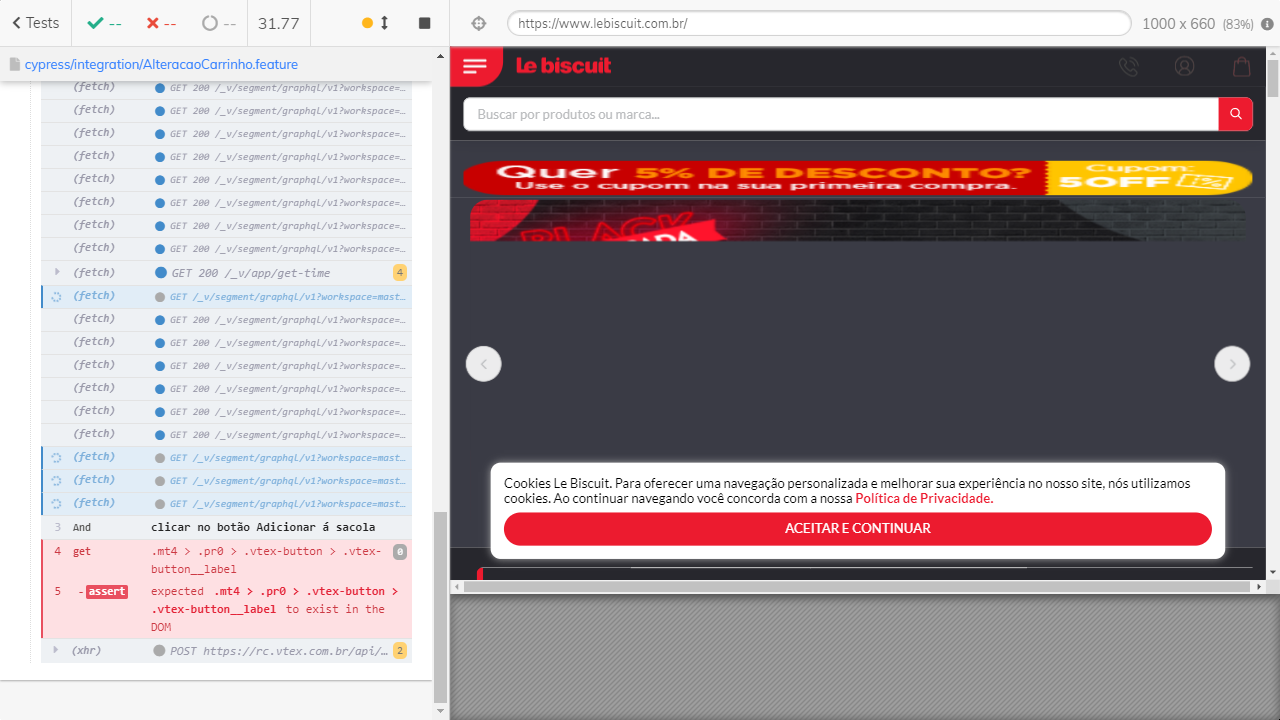 Tests
--
--
--
31.77
https://www.lebiscuit.com.br/
1000 x 660 (83%)
cypress/integration/AlteracaoCarrinho.feature
(fetch) GET 200 /_v/segment/graphql/v1?workspace=…
(fetch) GET 200 /_v/segment/graphql/v1?workspace=…
(fetch) GET 200 /_v/segment/graphql/v1?workspace=…
(fetch) GET 200 /_v/segment/graphql/v1?workspace=…
(fetch) GET 200 /_v/segment/graphql/v1?workspace=…
(fetch) GET 200 /_v/segment/graphql/v1?workspace=…
(fetch) GET 200 /_v/segment/graphql/v1?workspace=…
(fetch) GET 200 /_v/segment/graphql/v1?workspace=…
(fetch) GET 200 /_v/app/get-time 4
(fetch) GET /_v/segment/graphql/v1?workspace=mast…
(fetch) GET 200 /_v/segment/graphql/v1?workspace=…
(fetch) GET 200 /_v/segment/graphql/v1?workspace=…
(fetch) GET 200 /_v/segment/graphql/v1?workspace=…
(fetch) GET 200 /_v/segment/graphql/v1?workspace=…
(fetch) GET 200 /_v/segment/graphql/v1?workspace=…
(fetch) GET 200 /_v/segment/graphql/v1?workspace=…
(fetch) GET /_v/segment/graphql/v1?workspace=mast…
(fetch) GET /_v/segment/graphql/v1?workspace=mast…
(fetch) GET /_v/segment/graphql/v1?workspace=mast…
3 And clicar no botão Adicionar á sacola
4 get .mt4 > .pr0 > .vtex-button > .vtex-
button__label 0
5 -assert expected .mt4 > .pr0 > .vtex-button >
.vtex-button__label to exist in the
DOM
(xhr) POST https://rc.vtex.com.br/api/… 2
Le biscuit
Buscar por produtos ou marca...
Quer 5% DE DESCONTO?
Use o cupom na sua primeira compra.
Cupom:
5OFF
BLACK
Cookies Le Biscuit. Para oferecer uma navegação personalizada e melhorar sua experiência no nosso site, nós utilizamos
cookies. Ao continuar navegando você concorda com a nossa Política de Privacidade.
ACEITAR E CONTINUAR